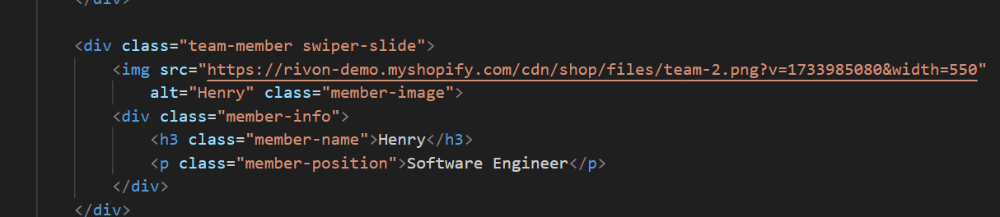 </div>
<div class="team-member swiper-slide">
<img src="https://rivon-demo.myshopify.com/cdn/shop/files/team-2.png?v=1733985080&width=550"
alt="Henry" class="member-image">
<div class="member-info">
<h3 class="member-name">Henry</h3>
<p class="member-position">Software Engineer</p>
</div>
</div>